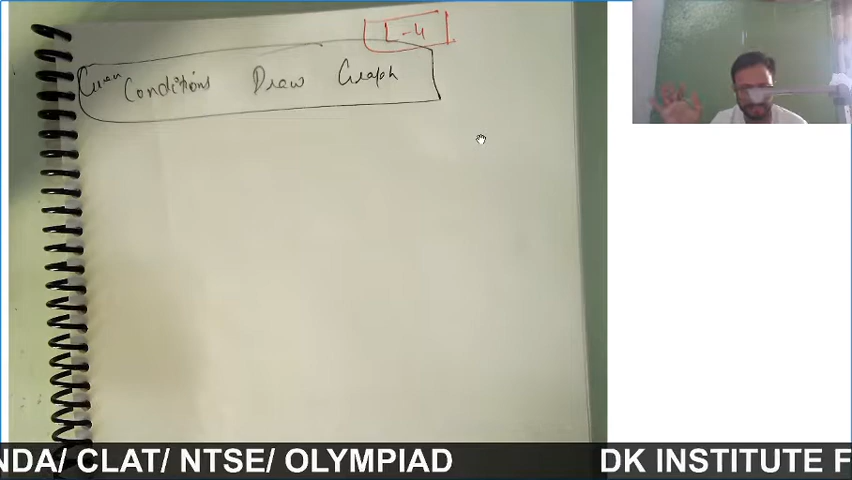 L-4
Given Conditions Draw Graph
NDA/ CLAT/ NTSE/ OLYMPIAD DK INSTITUTE F